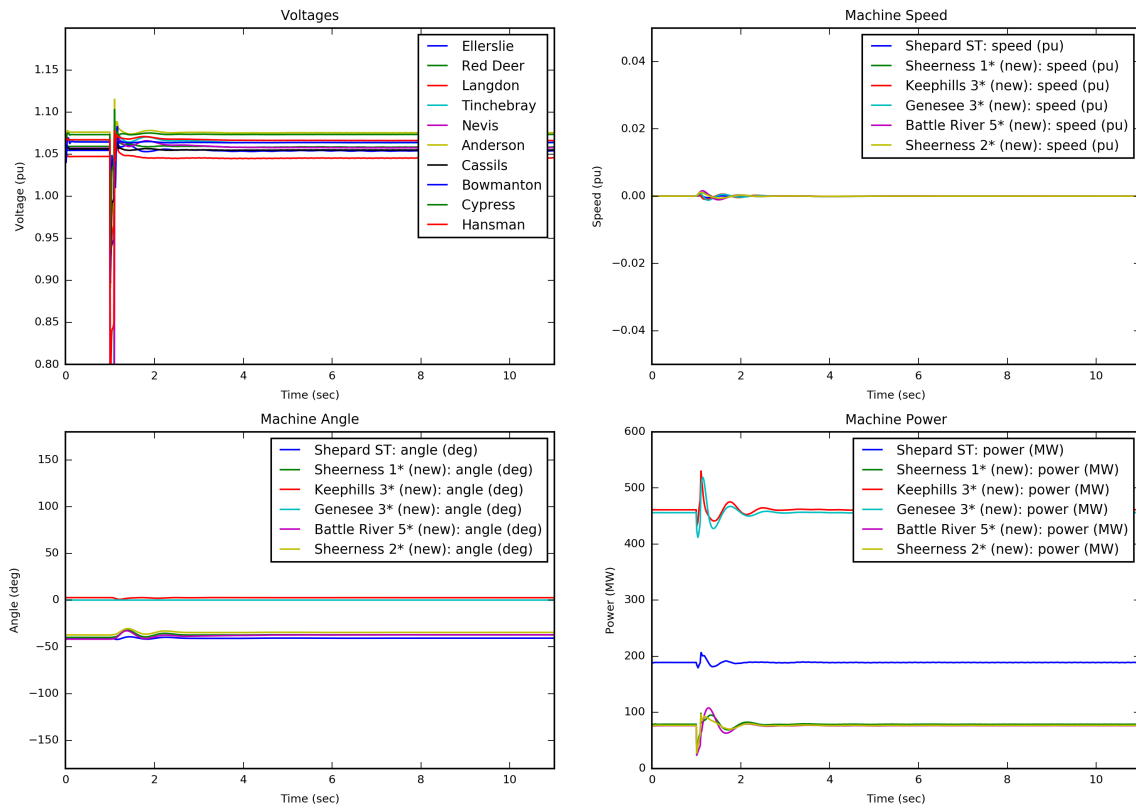 Voltages
Voltage (pu)
1.15
1.10
1.05
1.00
0.95
0.90
0.85
0.80
0
2
4
6
8
10
Time (sec)
Ellerslie
Red Deer
Langdon
Tinchebray
Nevis
Anderson
Cassils
Bowmanton
Cypress
Hansman
Machine Speed
Speed (pu)
0.04
0.02
0.00
−0.02
−0.04
0
2
4
6
8
10
Time (sec)
Shepard ST: speed (pu)
Sheerness 1* (new): speed (pu)
Keephills 3* (new): speed (pu)
Genesee 3* (new): speed (pu)
Battle River 5* (new): speed (pu)
Sheerness 2* (new): speed (pu)
Machine Angle
Angle (deg)
150
100
50
0
−50
−100
−150
0
2
4
6
8
10
Time (sec)
Shepard ST: angle (deg)
Sheerness 1* (new): angle (deg)
Keephills 3* (new): angle (deg)
Genesee 3* (new): angle (deg)
Battle River 5* (new): angle (deg)
Sheerness 2* (new): angle (deg)
Machine Power
Power (MW)
600
500
400
300
200
100
0
0
2
4
6
8
10
Time (sec)
Shepard ST: power (MW)
Sheerness 1* (new): power (MW)
Keephills 3* (new): power (MW)
Genesee 3* (new): power (MW)
Battle River 5* (new): power (MW)
Sheerness 2* (new): power (MW)